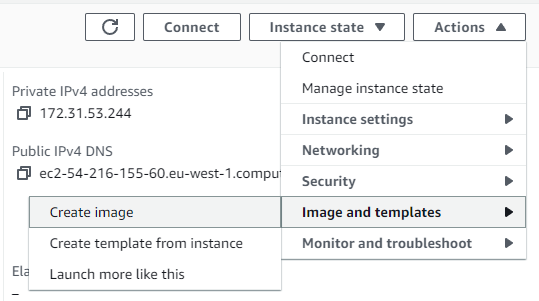 Connect
Instance state
Actions
Connect
Manage instance state
Private IPv4 addresses
172.31.53.244
Instance settings
Networking
Public IPv4 DNS
ec2-54-216-155-60.eu-west-1.compu
Security
Create image
Image and templates
Create template from instance
Monitor and troubleshoot
Launch more like this
Ela